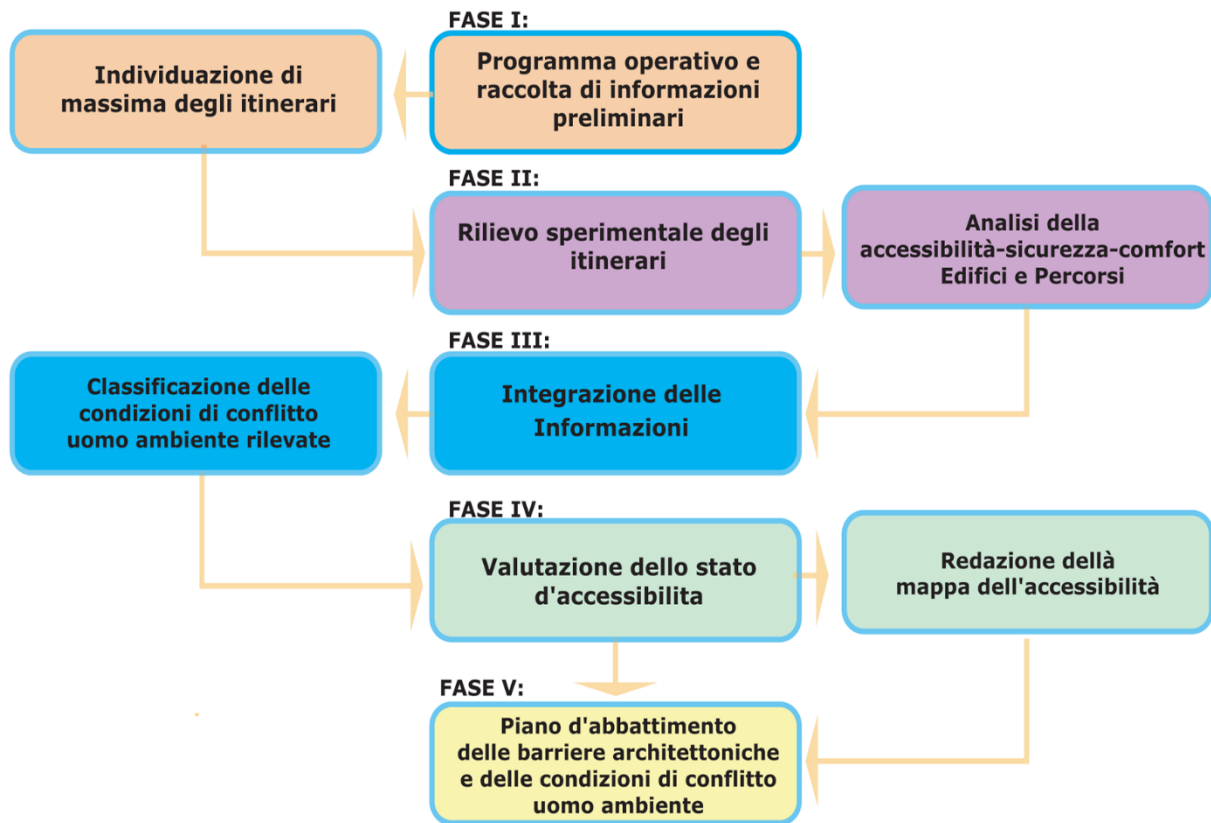 FASE I:
Programma operativo e
raccolta di informazioni
preliminari
Individuazione di
massima degli itinerari
FASE II:
Rilievo sperimentale degli
itinerari
Analisi della
accessibilità-sicurezza-comfort
Edifici e Percorsi
FASE III:
Integrazione delle
Informazioni
Classificazione delle
condizioni di conflitto
uomo ambiente rilevate
FASE IV:
Valutazione dello stato
d'accessibilita
Redazione dellà
mappa dell'accessibilità
FASE V:
Piano d'abbattimento
delle barriere architettoniche
e delle condizioni di conflitto
uomo ambiente